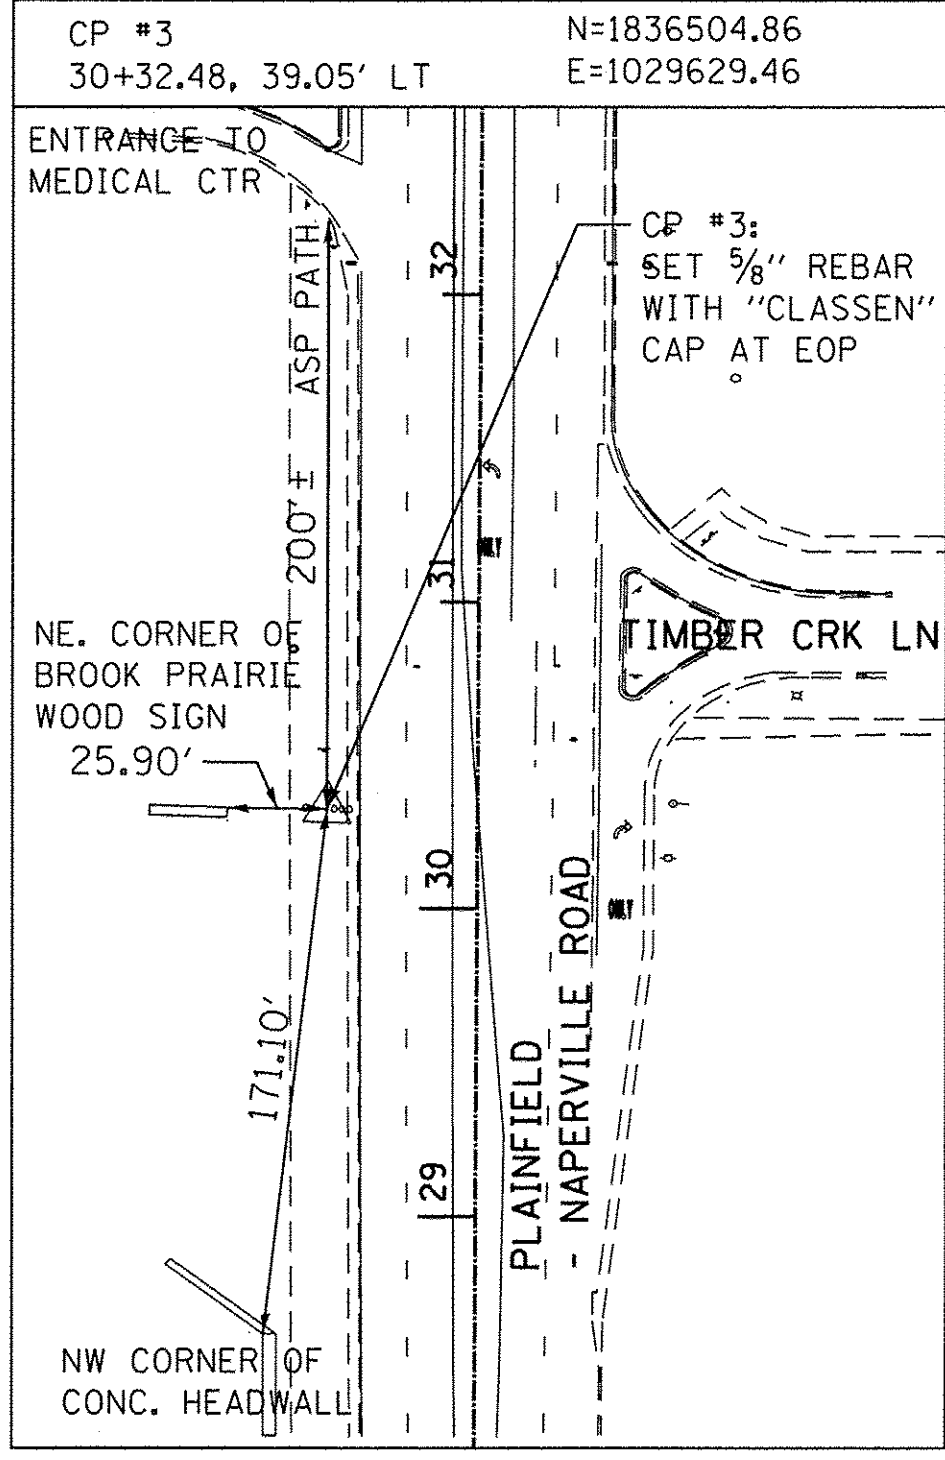 CP #3
30+32.48, 39.05' LT
N=1836504.86
E=1029629.46
ENTRANCE TO
MEDICAL CTR
ASP PATH
200'±
32
CP #3:
SET 5/8'' REBAR
WITH "CLASSEN"
CAP AT EOP
ONLY
31
TIMBER CRK LN
NE. CORNER OF
BROOK PRAIRIE
WOOD SIGN
25.90'
30
ONLY
171.10'
29
PLAINFIELD
- NAPERVILLE ROAD
NW CORNER OF
CONC. HEADWALL